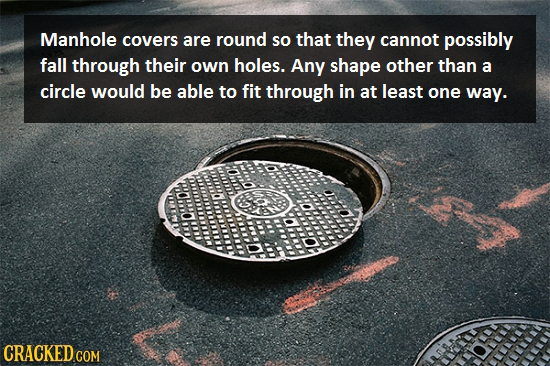 Manhole covers are round so that they cannot possibly
fall through their own holes. Any shape other than a
circle would be able to fit through in at least one way.
CRACKED.COM